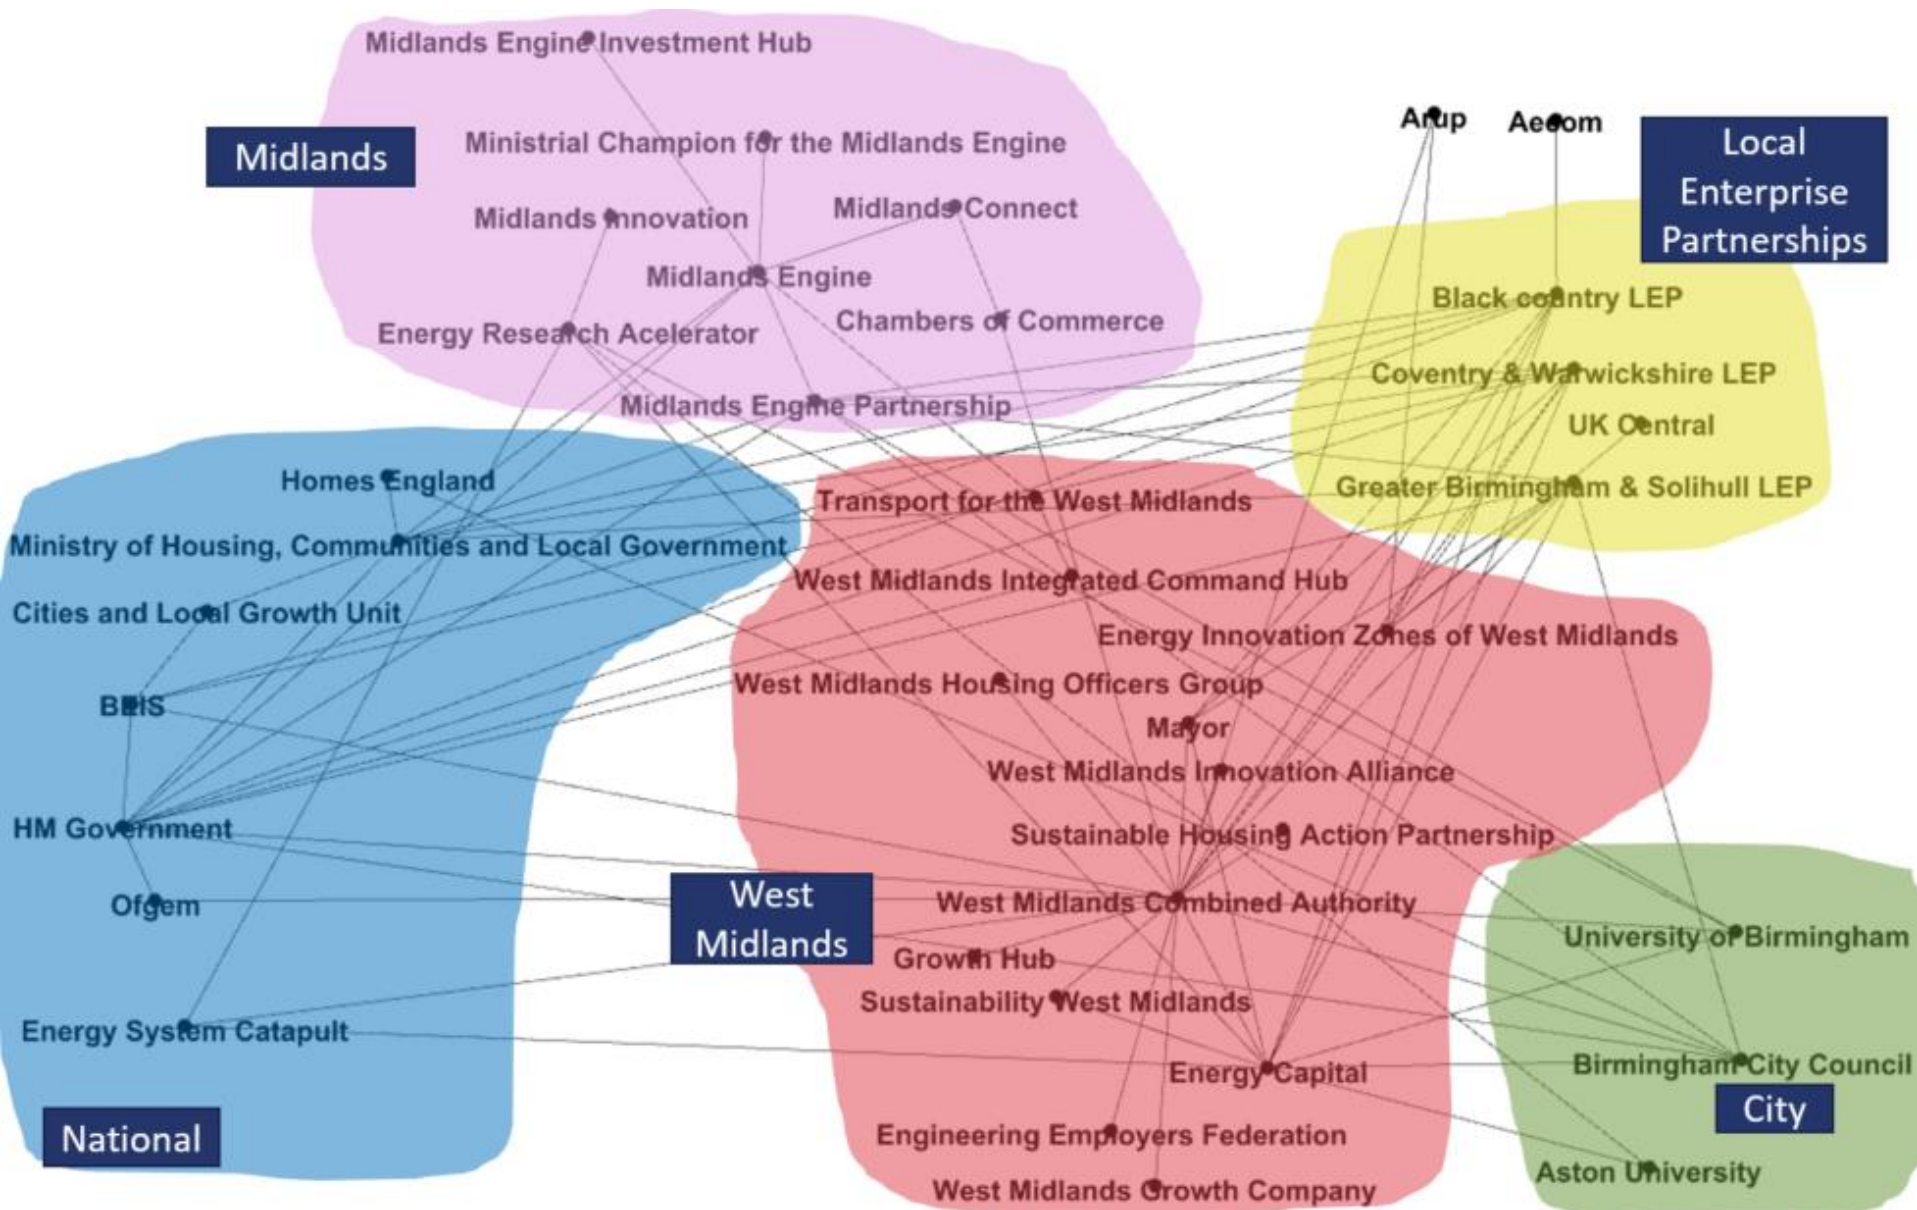 Midlands Engine Investment Hub
Midlands
Ministrial Champion for the Midlands Engine
Midlands Innovation
Midlands Connect
Midlands Engine
Energy Research Acelerator
Chambers of Commerce
Midlands Engine Partnership
Arup
Aecom
Local
Enterprise
Partnerships
Black country LEP
Coventry & Warwickshire LEP
UK Central
Greater Birmingham & Solihull LEP
Homes England
Ministry of Housing, Communities and Local Government
Cities and Local Growth Unit
BEIS
HM Government
Ofgem
Energy System Catapult
National
Transport for the West Midlands
West Midlands Integrated Command Hub
Energy Innovation Zones of West Midlands
West Midlands Housing Officers Group
Mayor
West Midlands Innovation Alliance
Sustainable Housing Action Partnership
West
Midlands
West Midlands Combined Authority
Growth Hub
Sustainability West Midlands
Energy Capital
Engineering Employers Federation
West Midlands Growth Company
University of Birmingham
Birmingham City Council
City
Aston University